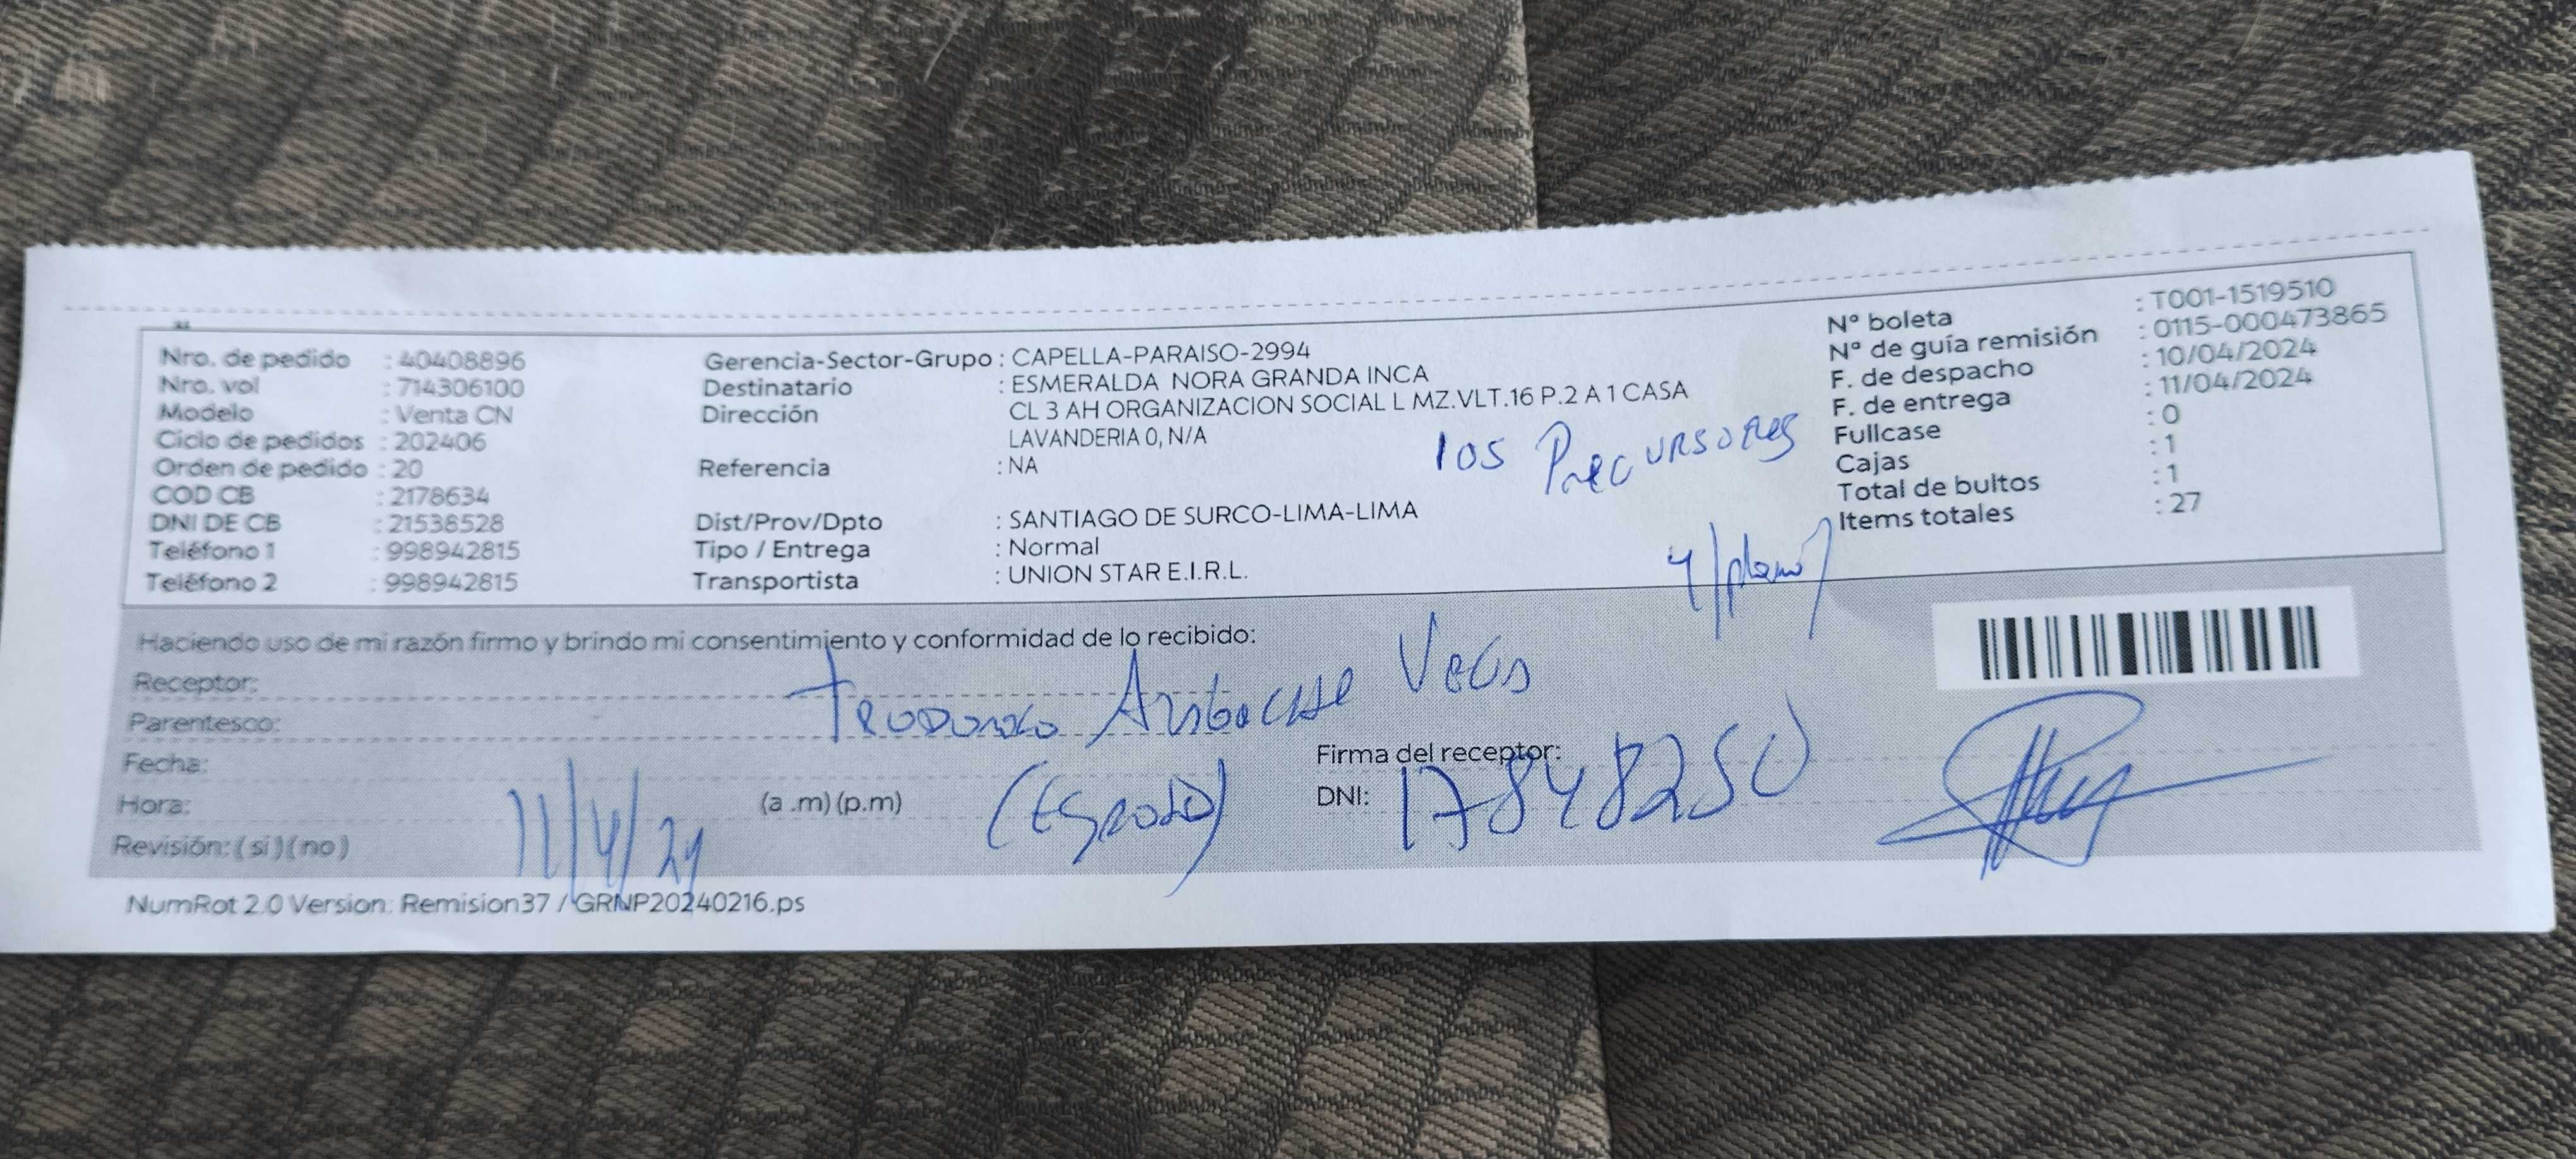 Nro. de pedido : 40408896
Nro. vol : 714306100
Modelo : Venta CN
Ciclo de pedidos : 202406
Orden de pedido : 20
COD CB : 2178634
DNI DE CB : 21538528
Teléfono 1 : 998942815
Teléfono 2 : 998942815
Gerencia-Sector-Grupo : CAPELLA-PARAISO-2994
Destinatario : ESMERALDA NORA GRANDA INCA
Dirección CL 3 AH ORGANIZACION SOCIAL L MZ.VLT.16 P.2 A 1 CASA
LAVANDERIA 0, N/A
Referencia : NA
los Precursores
Dist/Prov/Dpto : SANTIAGO DE SURCO-LIMA-LIMA
Tipo / Entrega : Normal
Transportista : UNION STAR E.I.R.L.
N° boleta : T001-1519510
N° de guía remisión : 0115-000473865
F. de despacho : 10/04/2024
F. de entrega : 11/04/2024
Fullcase : 0
Cajas : 1
Total de bultos : 1
Items totales : 27
Haciendo uso de mi razón firmo y brindo mi consentimiento y conformidad de lo recibido:
Receptor:
Parentesco:
Fecha:
Hora: (a .m) (p.m)
Revisión: ( si ) ( no )
11/4/24
(Esposo)
Firma del receptor:
DNI: 17848250
NumRot 2.0 Version: Remision37 / GRNP20240216.ps